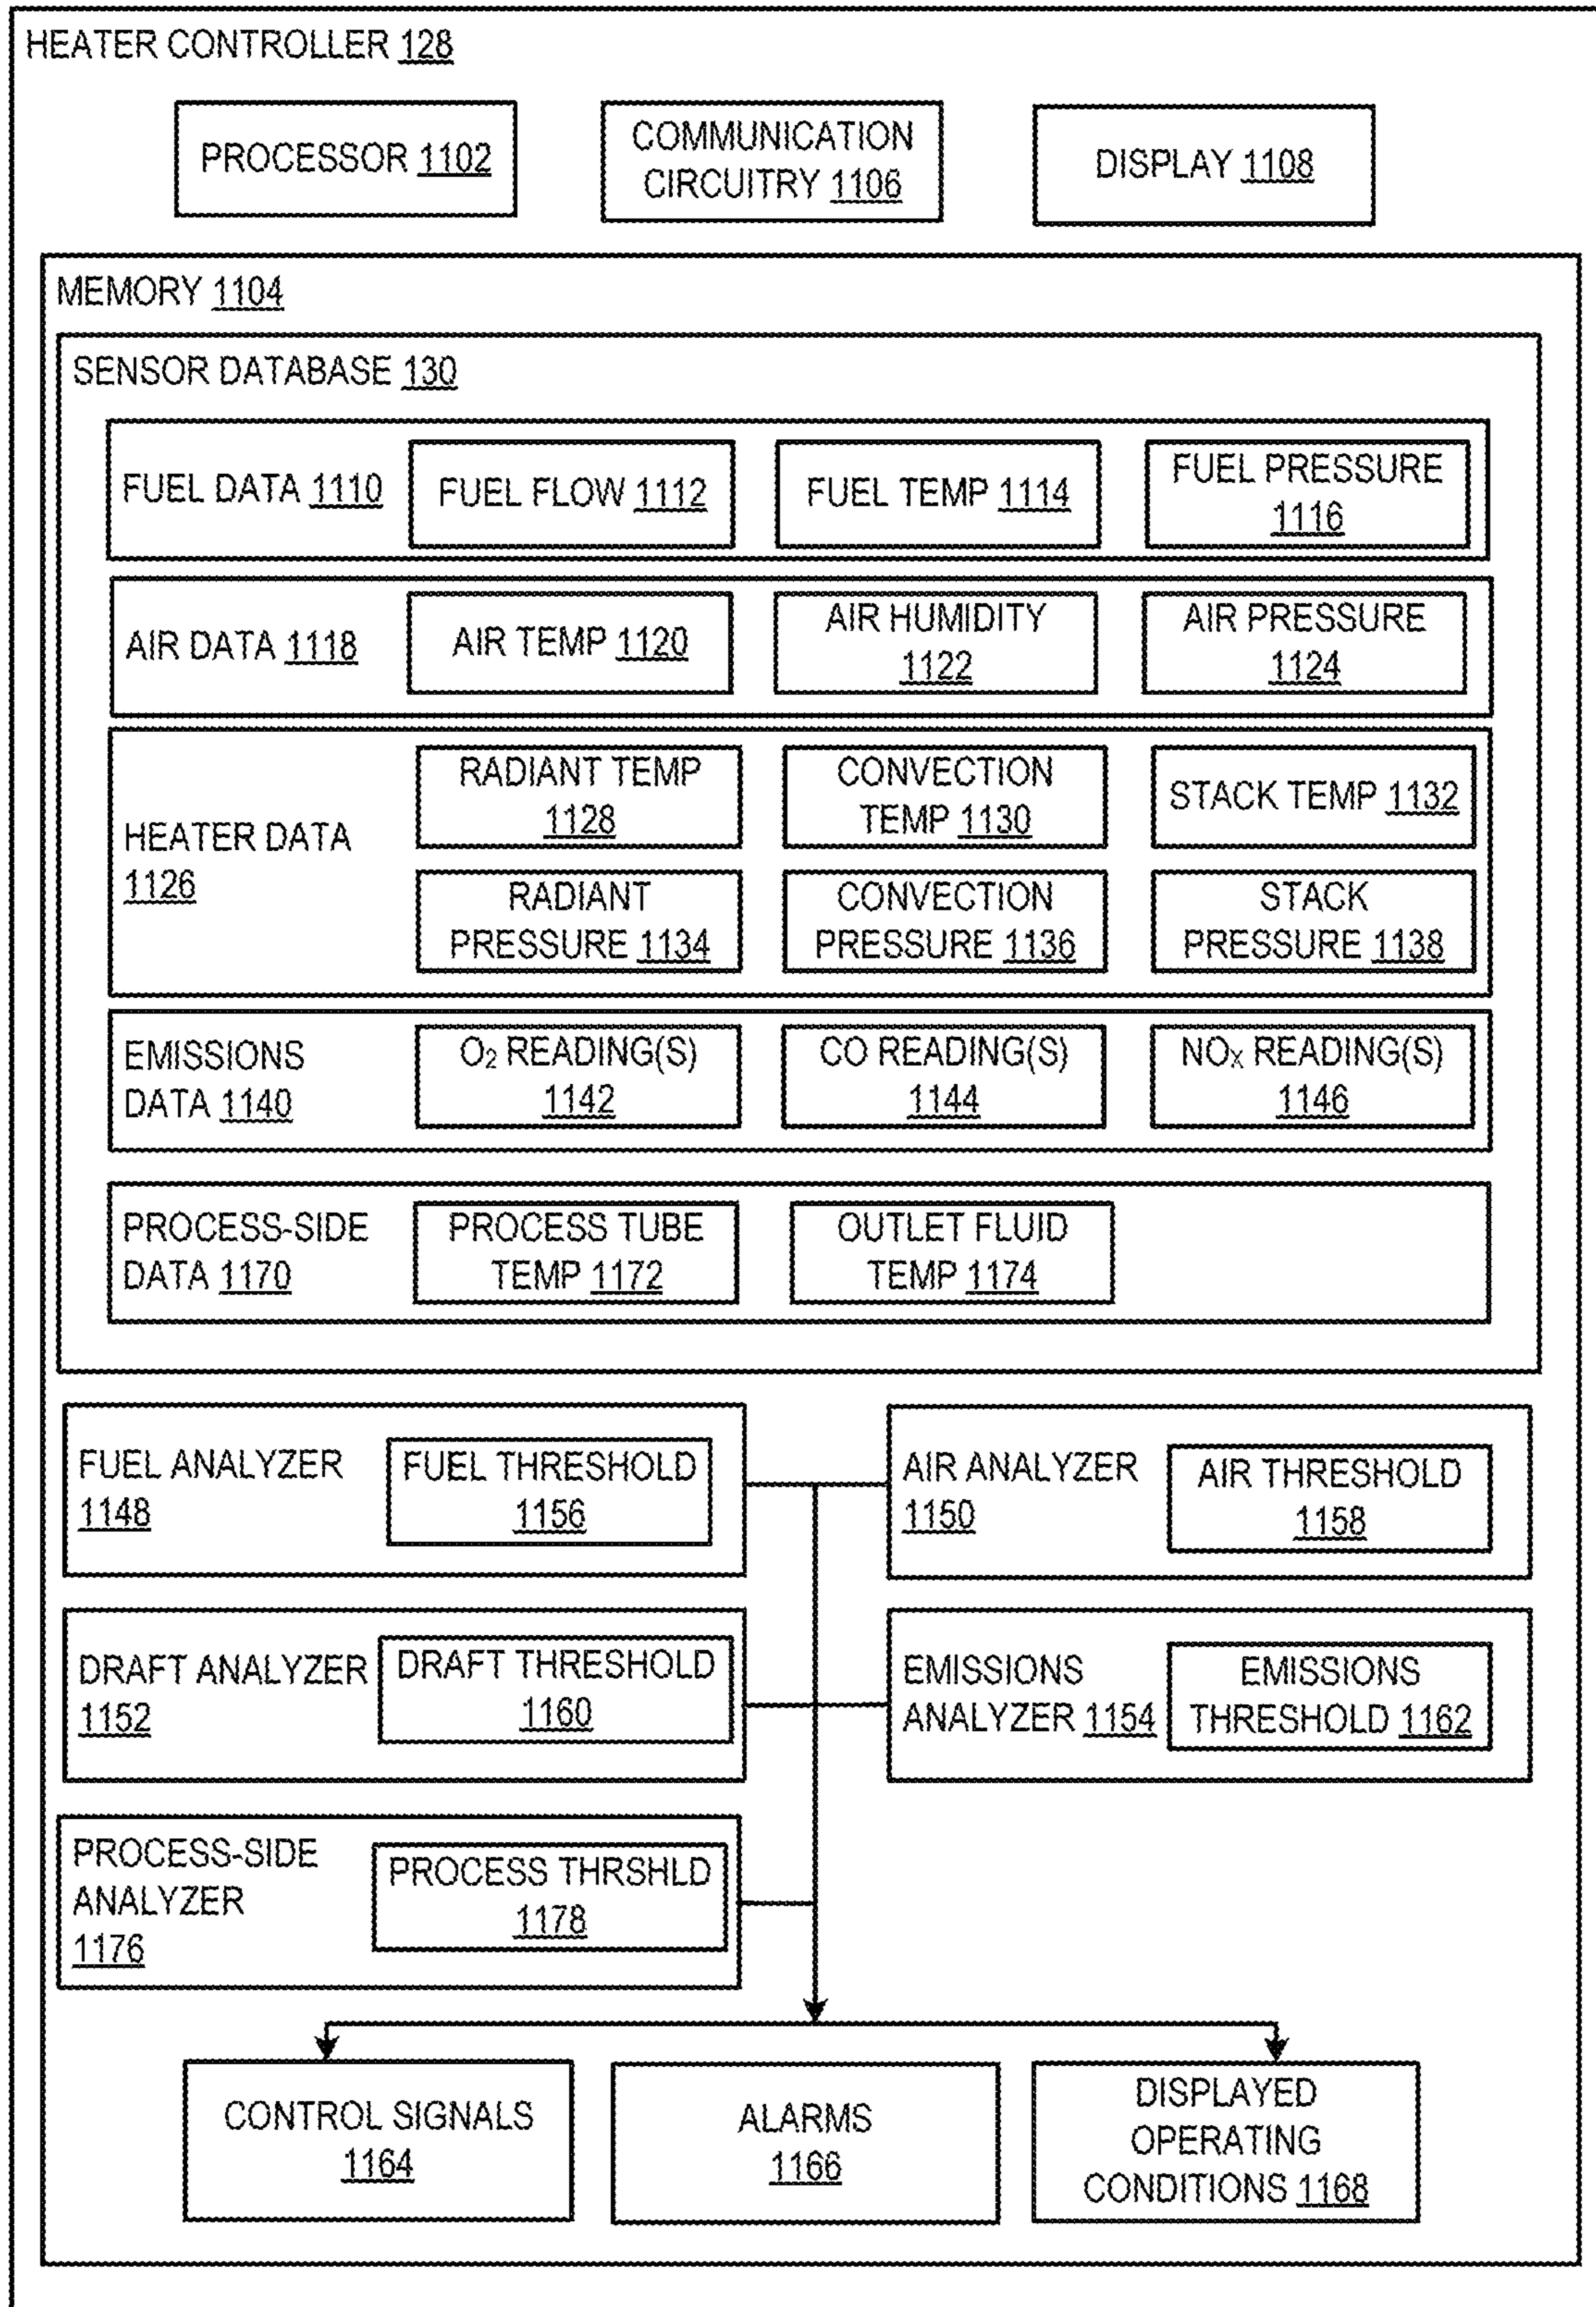 HEATER CONTROLLER 128
PROCESSOR 1102
COMMUNICATION
CIRCUITRY 1106
DISPLAY 1108
MEMORY 1104
SENSOR DATABASE 130
FUEL DATA 1110
FUEL FLOW 1112
FUEL TEMP 1114
FUEL PRESSURE
1116
AIR DATA 1118
AIR TEMP 1120
AIR HUMIDITY
1122
AIR PRESSURE
1124
HEATER DATA
1126
RADIANT TEMP
1128
CONVECTION
TEMP 1130
STACK TEMP 1132
RADIANT
PRESSURE 1134
CONVECTION
PRESSURE 1136
STACK
PRESSURE 1138
EMISSIONS
DATA 1140
O2 READING(S)
1142
CO READING(S)
1144
NOX READING(S)
1146
PROCESS-SIDE
DATA 1170
PROCESS TUBE
TEMP 1172
OUTLET FLUID
TEMP 1174
FUEL ANALYZER
1148
FUEL THRESHOLD
1156
AIR ANALYZER
1150
AIR THRESHOLD
1158
DRAFT ANALYZER
1152
DRAFT THRESHOLD
1160
EMISSIONS
ANALYZER 1154
EMISSIONS
THRESHOLD 1162
PROCESS-SIDE
ANALYZER
1176
PROCESS THRSHLD
1178
CONTROL SIGNALS
1164
ALARMS
1166
DISPLAYED
OPERATING
CONDITIONS 1168